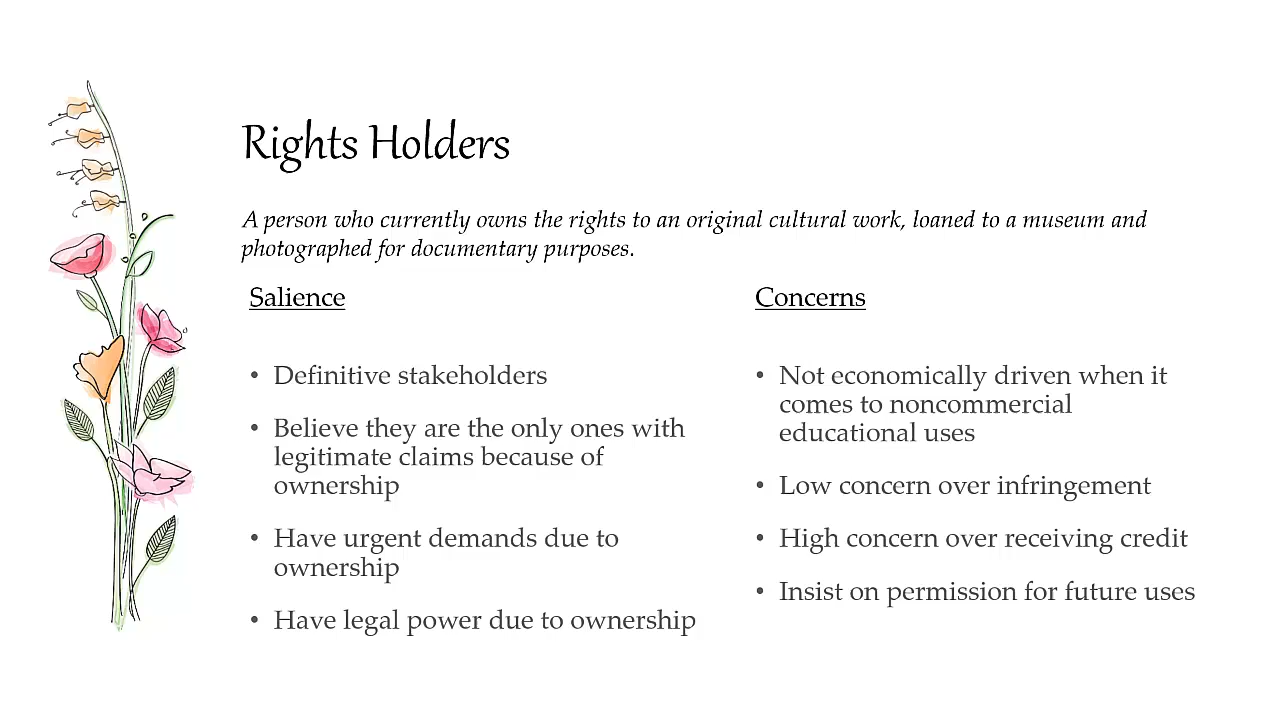 Rights Holders
A person who currently owns the rights to an original cultural work, loaned to a museum and
photographed for documentary purposes.
Salience
• Definitive stakeholders
• Believe they are the only ones with
legitimate claims because of
ownership
• Have urgent demands due to
ownership
• Have legal power due to ownership
Concerns
• Not economically driven when it
comes to noncommercial
educational uses
• Low concern over infringement
• High concern over receiving credit
• Insist on permission for future uses